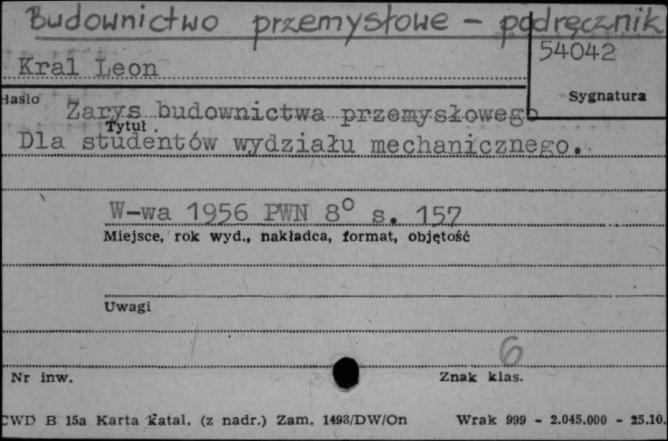 Budownictwo przemysłowe - podręcznik
54042
Kral Leon
Hasło
Sygnatura
Zarys budownictwa przemysłowego
Tytuł
Dla studentów wydziału mechanicznego.
W-wa 1956 PWN 8° s. 157
Miejsce, rok wyd., nakładca, format, objętość
Uwagi
6
Nr inw.
Znak klas.
CWD B 15a Karta katal. (z nadr.) Zam. 1493/DW/On Wrak 999 - 2.045.000 - 25.10.